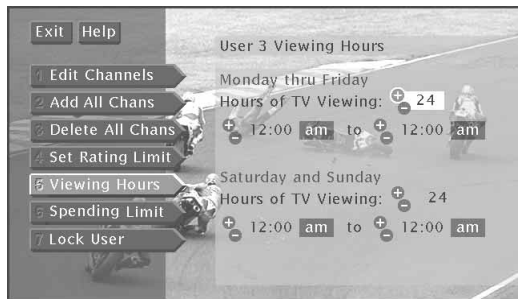 Exit Help
User 3 Viewing Hours
1 Edit Channels
2 Add All Chans
3 Delete All Chans
4 Set Rating Limit
5 Viewing Hours
6 Spending Limit
7 Lock User
Monday thru Friday
Hours of TV Viewing: 24
12:00 am to 12:00 am
Saturday and Sunday
Hours of TV Viewing: 24
12:00 am to 12:00 am